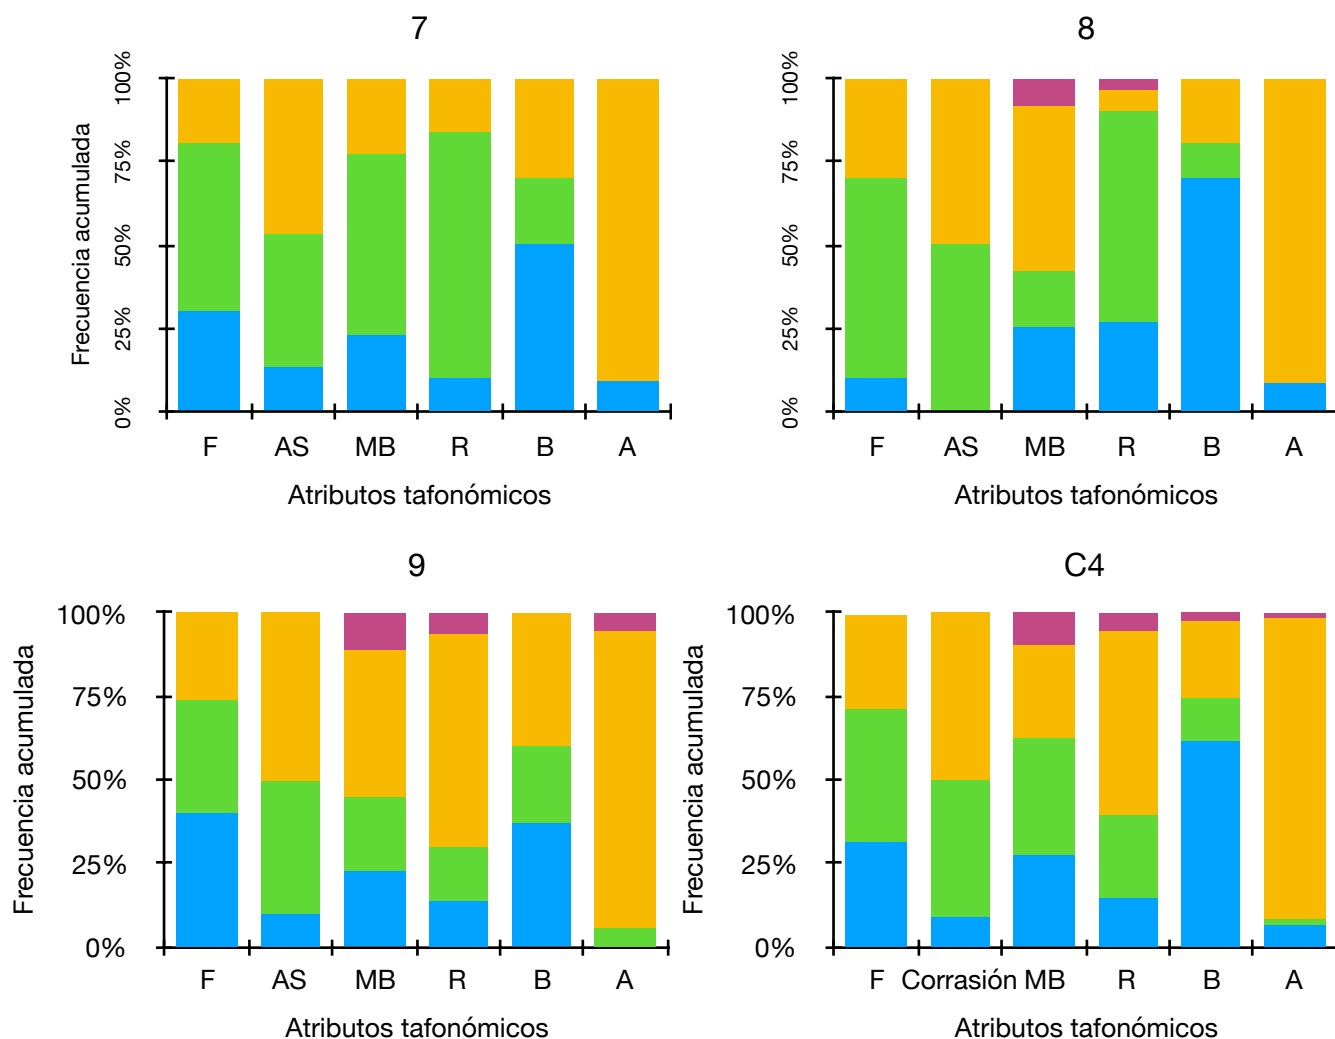 7
100%
75%
50%
25%
0%
Frecuencia acumulada
F AS MB R B A
Atributos tafonómicos
8
100%
75%
50%
25%
0%
F AS MB R B A
Atributos tafonómicos
9
100%
75%
50%
25%
0%
Frecuencia acumulada
F AS MB R B A
Atributos tafonómicos
C4
100%
75%
50%
25%
0%
Frecuencia acumulada
F Corrasión MB R B A
Atributos tafonómicos